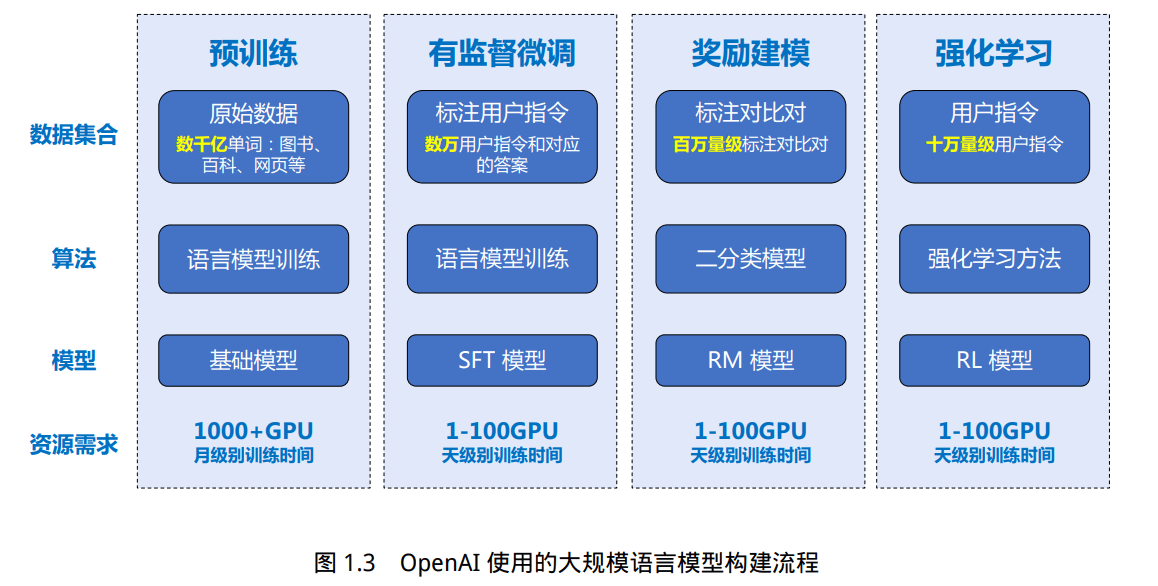 预训练
有监督微调
奖励建模
强化学习
数据集合
原始数据
数千亿单词：图书、
百科、网页等
标注用户指令
数万用户指令和对应
的答案
标注对比对
百万量级标注对比对
用户指令
十万量级用户指令
算法
语言模型训练
语言模型训练
二分类模型
强化学习方法
模型
基础模型
SFT 模型
RM 模型
RL 模型
资源需求
1000+GPU
月级别训练时间
1-100GPU
天级别训练时间
1-100GPU
天级别训练时间
1-100GPU
天级别训练时间
图 1.3 OpenAI 使用的大规模语言模型构建流程